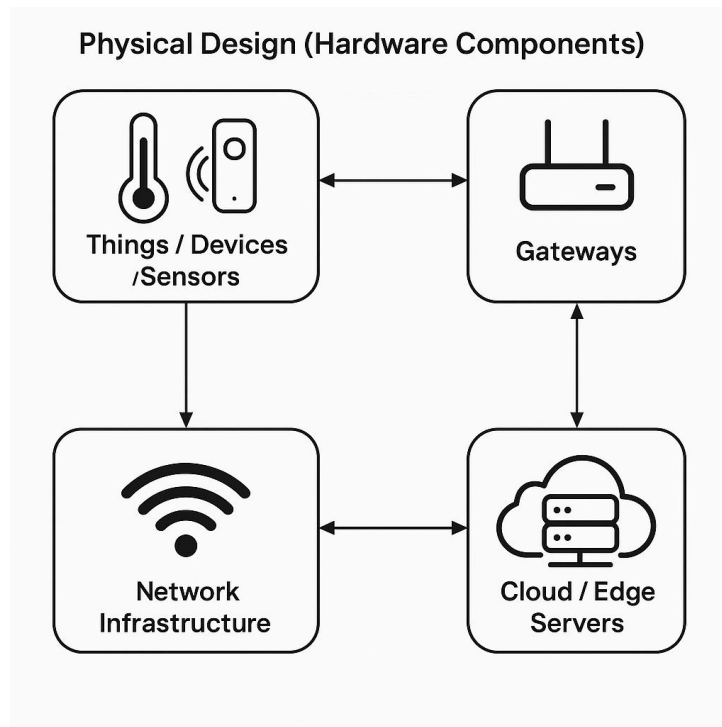 Physical Design (Hardware Components)
Things / Devices
/Sensors
Gateways
Network
Infrastructure
Cloud / Edge
Servers